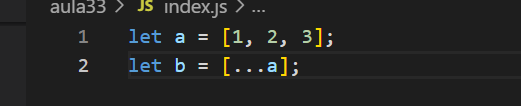 aula33 > JS index.js > ...
1 let a = [1, 2, 3];
2 let b = [...a];